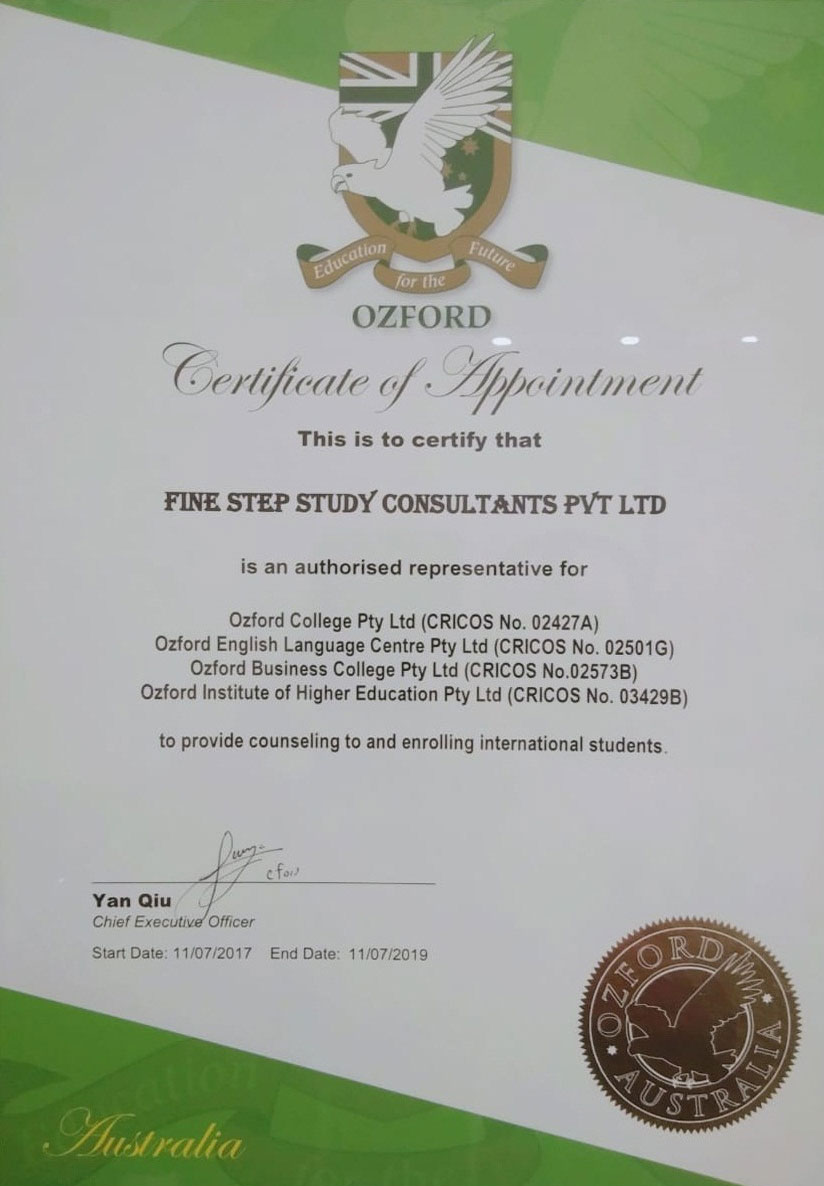 Education for the Future
OZFORD
Certificate of Appointment
This is to certify that
FINE STEP STUDY CONSULTANTS PVT LTD
is an authorised representative for
Ozford College Pty Ltd (CRICOS No. 02427A)
Ozford English Language Centre Pty Ltd (CRICOS No. 02501G)
Ozford Business College Pty Ltd (CRICOS No.02573B)
Ozford Institute of Higher Education Pty Ltd (CRICOS No. 03429B)
to provide counseling to and enrolling international students.
Yan Qiu
Chief Executive Officer
Start Date: 11/07/2017 End Date: 11/07/2019
OZFORD
AUSTRALIA
Australia